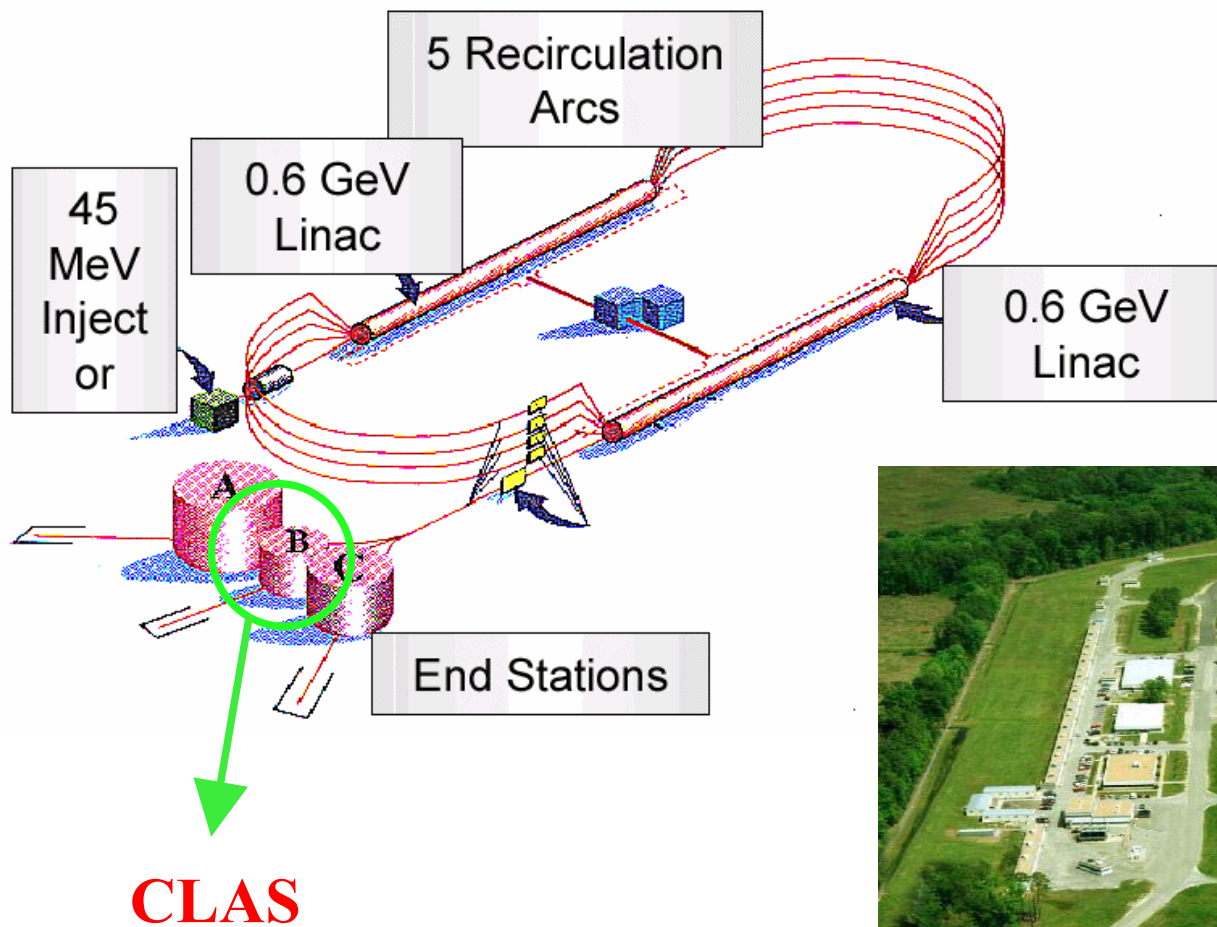 5 Recirculation
Arcs
0.6 GeV
Linac
45
MeV
Inject
or
0.6 GeV
Linac
A
B
C
End Stations
CLAS